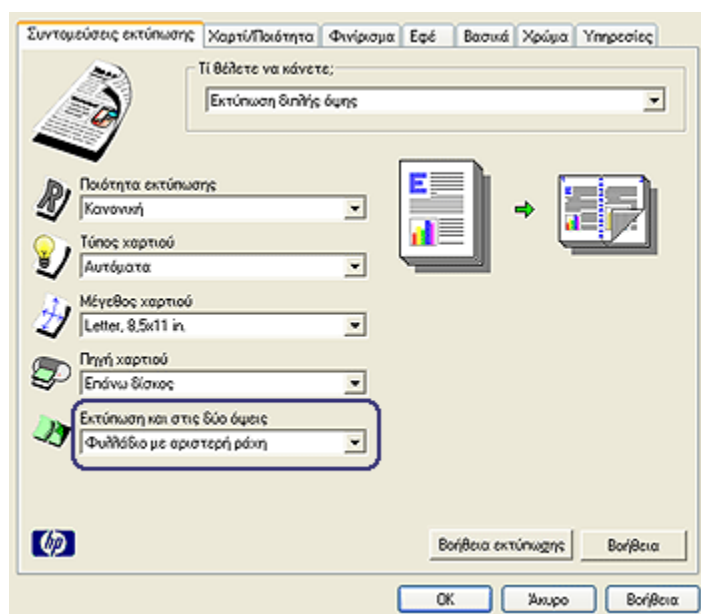 Συντομεύσεις εκτύπωσης Χαρτί/Ποιότητα Φινίρισμα Εφέ Βασικά Χρώμα Υπηρεσίες
Τί θέλετε να κάνετε;
Εκτύπωση διπλής όψης
Ποιότητα εκτύπωσης
Κανονική
Τύπος χαρτιού
Αυτόματα
Μέγεθος χαρτιού
Letter, 8,5x11 in.
Πηγή χαρτιού
Επάνω δίσκος
Εκτύπωση και στις δύο όψεις
Φυλλάδιο με αριστερή ράχη
hp
Βοήθεια εκτύπωσης Βοήθεια
OK Άκυρο Βοήθεια